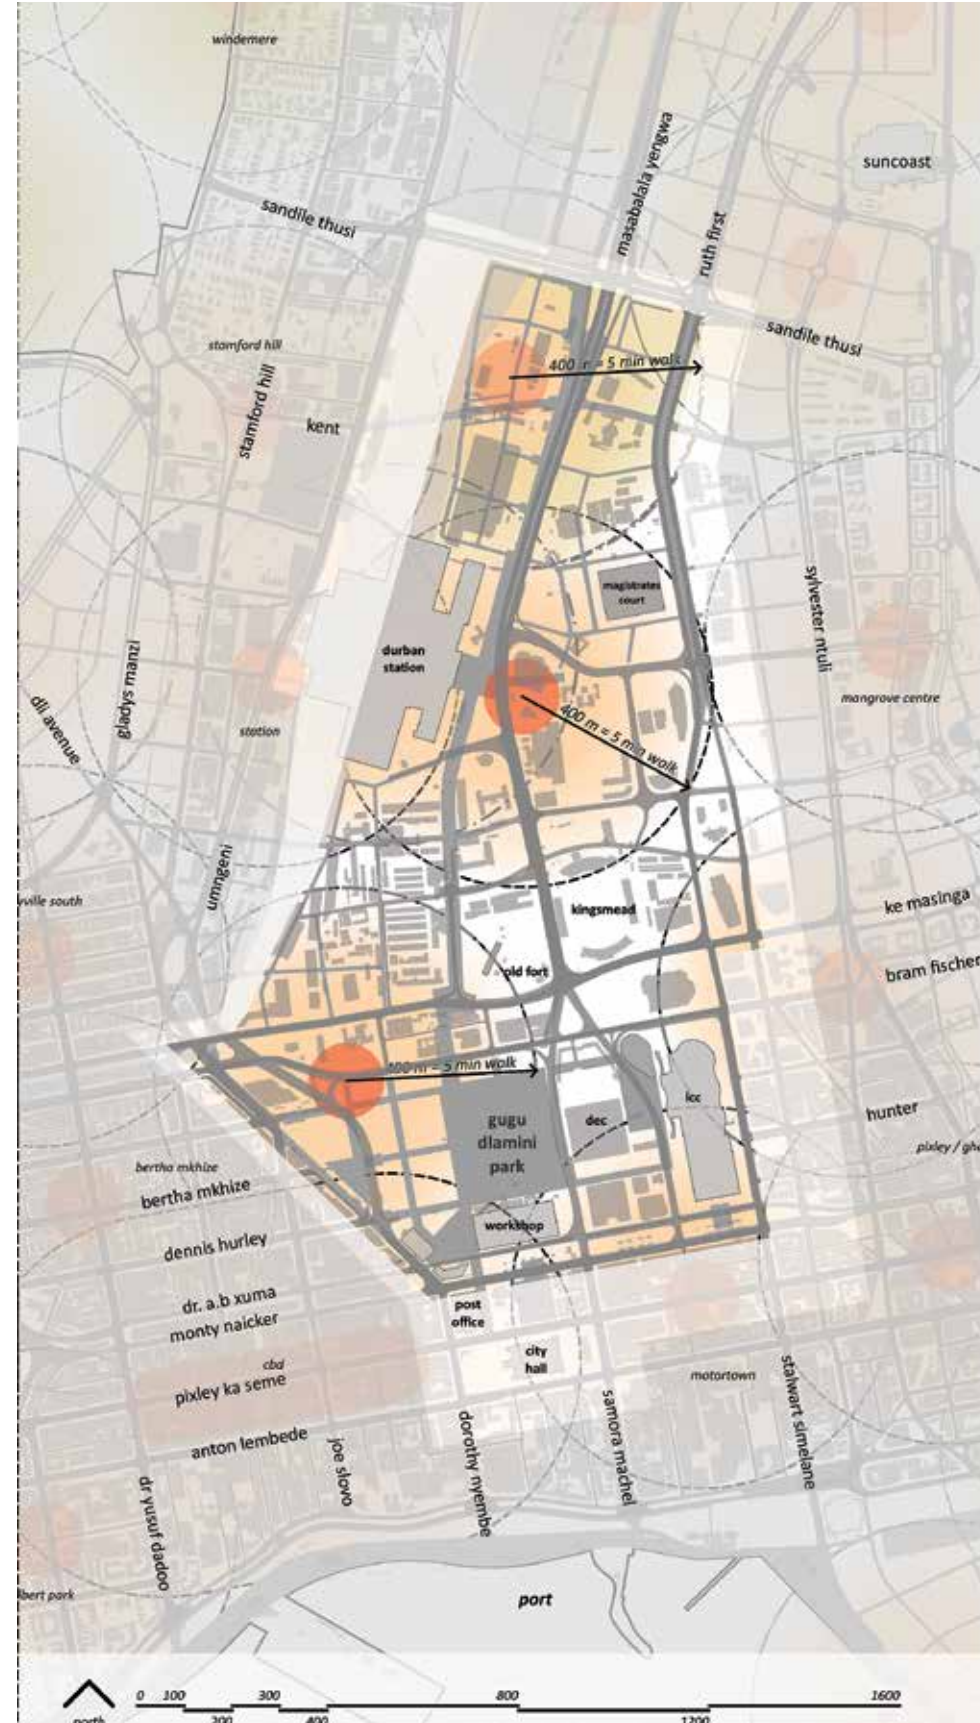 windemere
masabalala yengwa
suncoast
sandile thusi
ruth first
sandile thusi
stamford hill
400 m = 5 min walk
stamford hill
kent
magistrates
court
sylvester ntuli
durban
station
gladys manzi
mangrove centre
dli avenue
station
400 m = 5 min walk
umngeni
ville south
ke masinga
kingsmead
bram fischer
old fort
400 m = 5 min walk
icc
hunter
gugu
dlamini
park
dec
pixley / ghe
bertha mkhize
bertha mkhize
workshop
dennis hurley
dr. a.b xuma
post
office
monty naicker
city
hall
cbd
pixley ka seme
motortown
stalwart simelane
samora machel
dorothy nyembe
anton lembede
joe slovo
dr yusuf dadoo
bert park
port
0 100 300 800 1600
north 200 400 1200